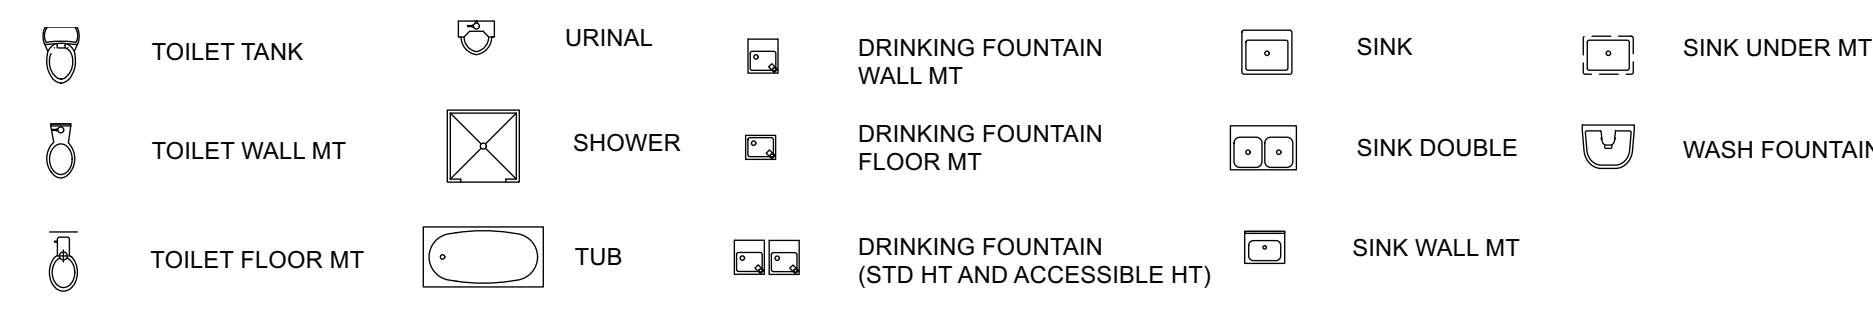 TOILET TANK
URINAL
DRINKING FOUNTAIN
WALL MT
SINK
SINK UNDER MT
TOILET WALL MT
SHOWER
DRINKING FOUNTAIN
FLOOR MT
SINK DOUBLE
WASH FOUNTAIN
TOILET FLOOR MT
TUB
DRINKING FOUNTAIN
(STD HT AND ACCESSIBLE HT)
SINK WALL MT